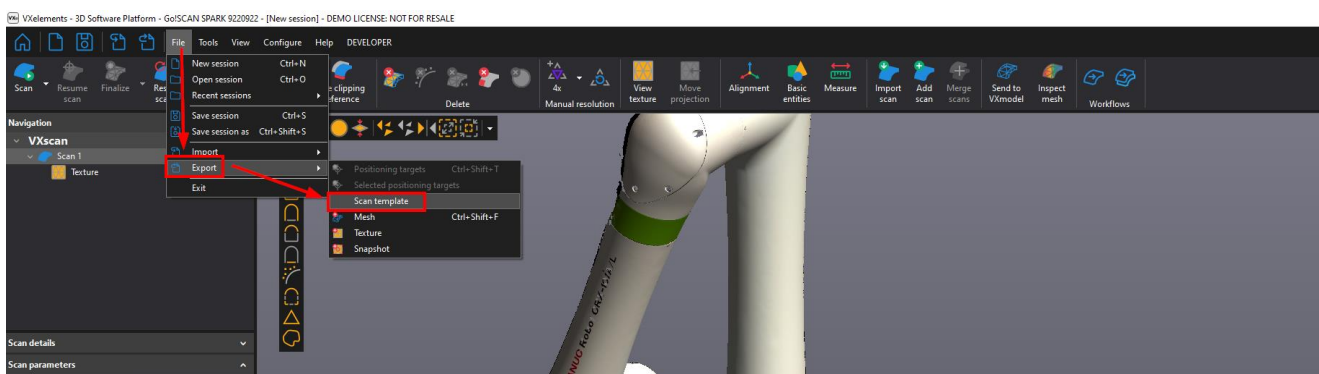 VXelements - 3D Software Platform - Go!SCAN SPARK 9220922 - [New session] - DEMO LICENSE: NOT FOR RESALE
File Tools View Configure Help DEVELOPER
New session Ctrl+N
Open session Ctrl+O
Recent sessions
Save session Ctrl+S
Save session as Ctrl+Shift+S
Import
Export
Exit
Positioning targets Ctrl+Shift+T
Selected positioning targets
Scan template
Mesh Ctrl+Shift+F
Texture
Snapshot
Scan
Resume
scan
Finalize
Res
sca
e clipping
ference
Delete
4x
Manual resolution
View
texture
Move
projection
Alignment
Basic
entities
Measure
Import
scan
Add
scan
Merge
scans
Send to
VXmodel
Inspect
mesh
Workflows
Navigation
VXscan
Scan 1
Texture
Scan details
Scan parameters